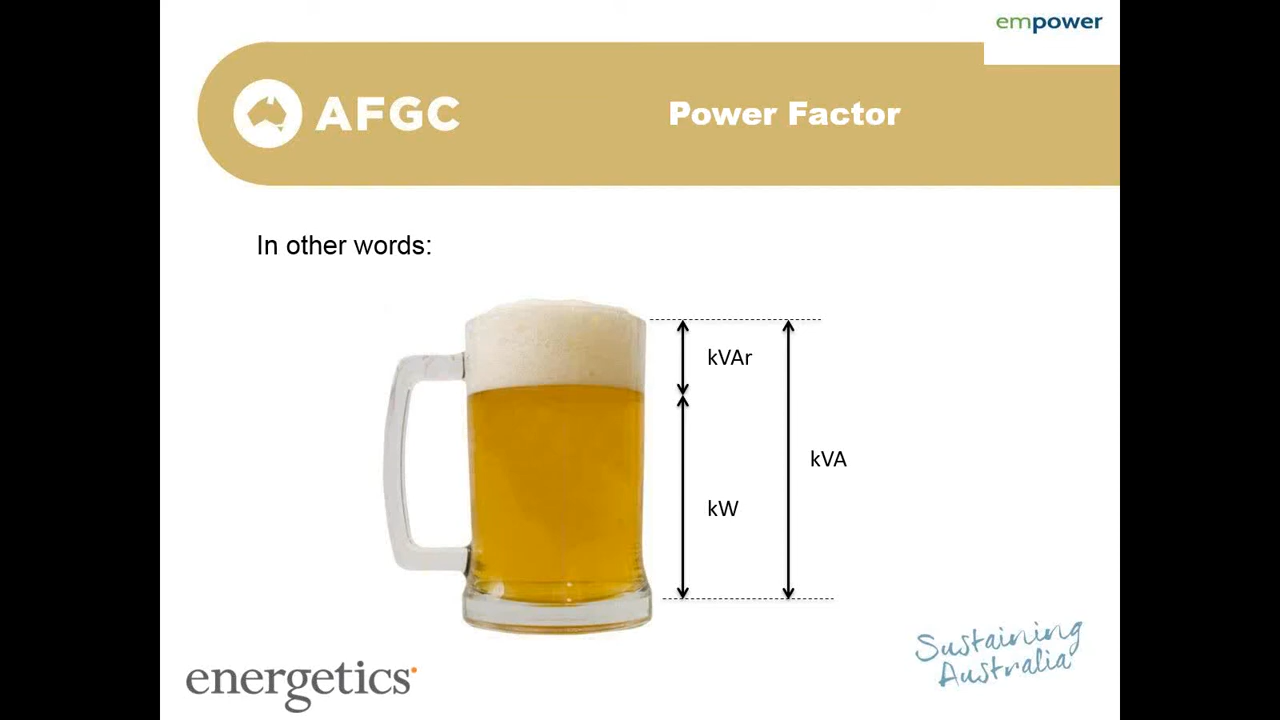 empower
AFGC
Power Factor
In other words:
kVAr
kVA
kW
Sustaining
Australia
energetics